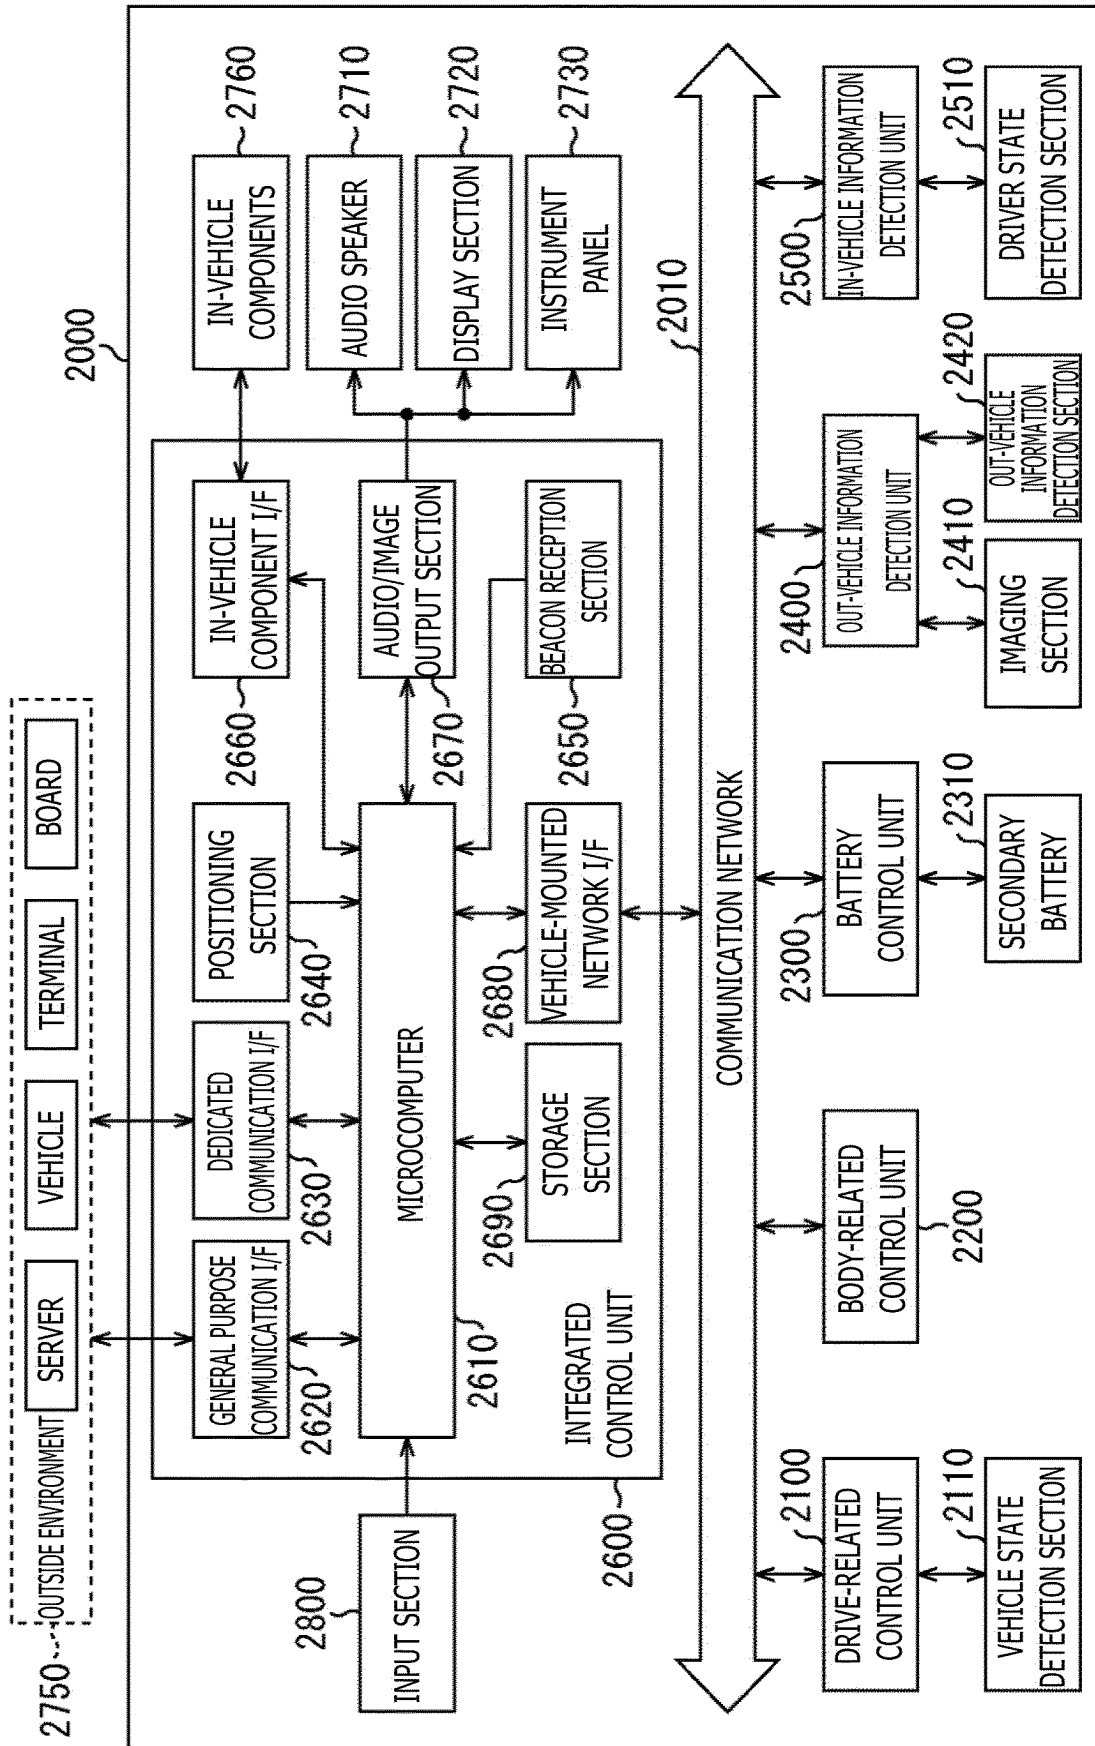 2750
OUTSIDE ENVIRONMENT
SERVER
VEHICLE
TERMINAL
BOARD
2000
2800
INPUT SECTION
2600
INTEGRATED
CONTROL UNIT
GENERAL PURPOSE
COMMUNICATION I/F
2620
DEDICATED
COMMUNICATION I/F
2630
POSITIONING
SECTION
2640
IN-VEHICLE
COMPONENT I/F
2660
IN-VEHICLE
COMPONENTS
2760
MICROCOMPUTER
2610
AUDIO/IMAGE
OUTPUT SECTION
2670
AUDIO SPEAKER
2710
DISPLAY SECTION
2720
INSTRUMENT
PANEL
2730
STORAGE
SECTION
2690
VEHICLE-MOUNTED
NETWORK I/F
2680
BEACON RECEPTION
SECTION
2650
COMMUNICATION NETWORK
2010
DRIVE-RELATED
CONTROL UNIT
2100
VEHICLE STATE
DETECTION SECTION
2110
BODY-RELATED
CONTROL UNIT
2200
BATTERY
CONTROL UNIT
2300
SECONDARY
BATTERY
2310
OUT-VEHICLE INFORMATION
DETECTION UNIT
2400
IMAGING
SECTION
2410
OUT-VEHICLE
INFORMATION
DETECTION SECTION
2420
IN-VEHICLE INFORMATION
DETECTION UNIT
2500
DRIVER STATE
DETECTION SECTION
2510